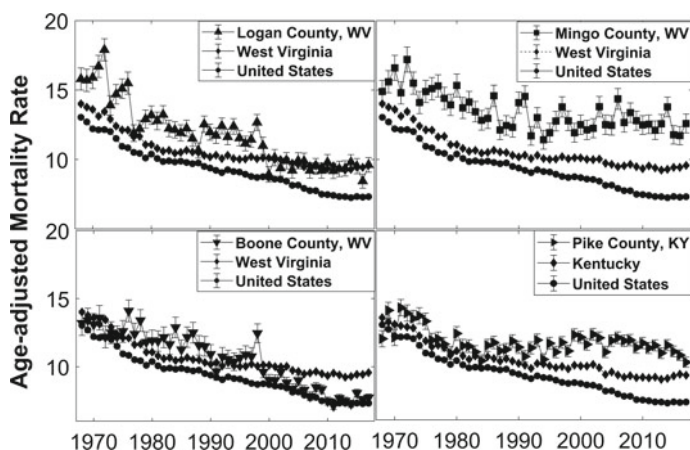 Age-adjusted Mortality Rate
20
15
10
Logan County, WV
West Virginia
United States
Mingo County, WV
West Virginia
United States
20
15
10
Boone County, WV
West Virginia
United States
Pike County, KY
Kentucky
United States
1970 1980 1990 2000 2010
1970 1980 1990 2000 2010